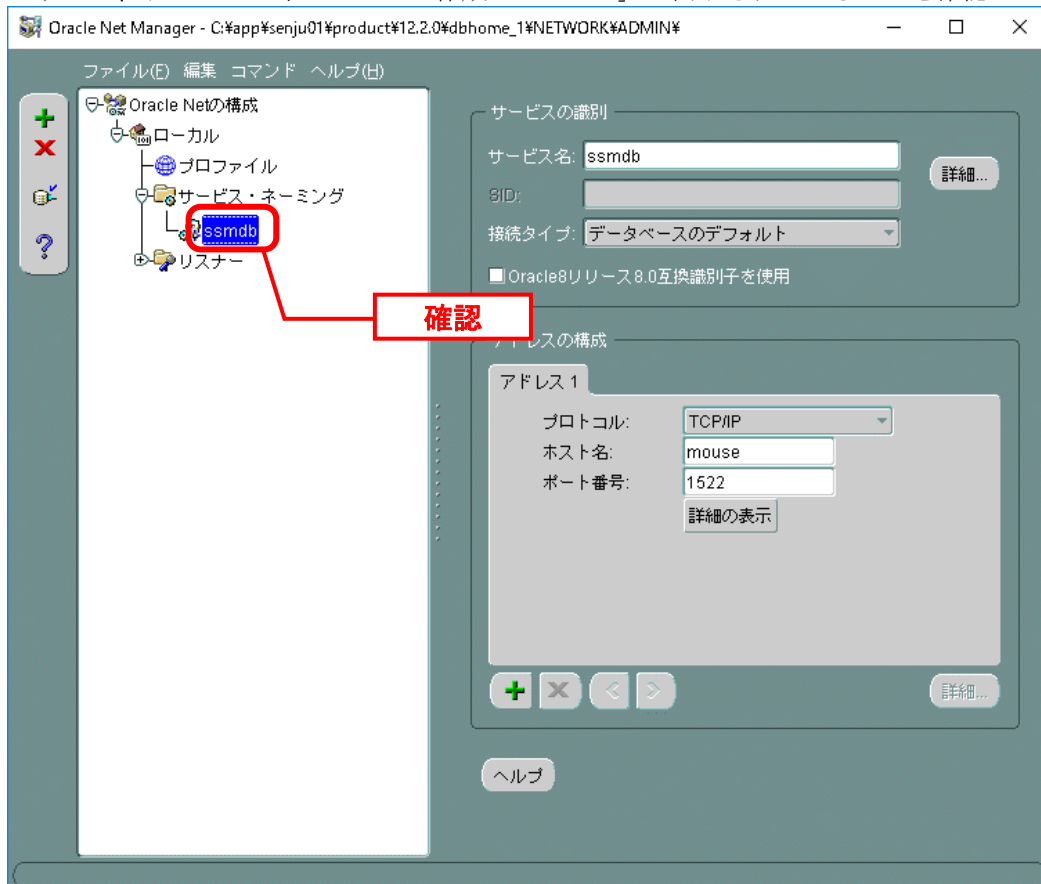 Oracle Net Manager - C:¥app¥senju01¥product¥12.2.0¥dbhome_1¥NETWORK¥ADMIN¥
ファイル(F) 編集 コマンド ヘルプ(H)
Oracle Netの構成
ローカル
プロファイル
サービス・ネーミング
ssmdb
リスナー
確認
サービスの識別
サービス名: ssmdb
詳細...
SID:
接続タイプ: データベースのデフォルト
Oracle8リリース8.0互換識別子を使用
アドレスの構成
アドレス 1
プロトコル: TCP/IP
ホスト名: mouse
ポート番号: 1522
詳細の表示
詳細...
ヘルプ